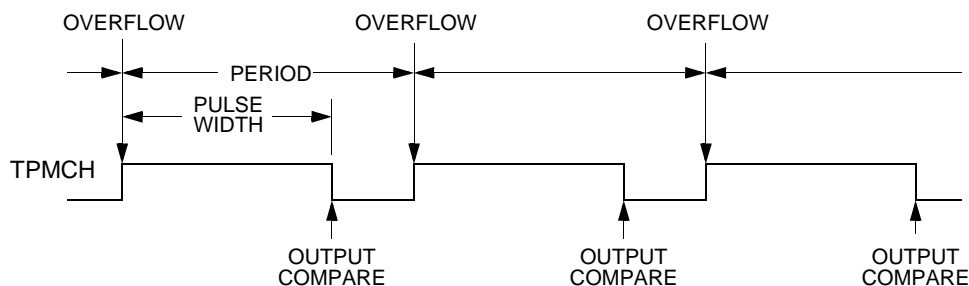 OVERFLOW
OVERFLOW
OVERFLOW
PERIOD
PULSE
WIDTH
TPMCH
OUTPUT
COMPARE
OUTPUT
COMPARE
OUTPUT
COMPARE